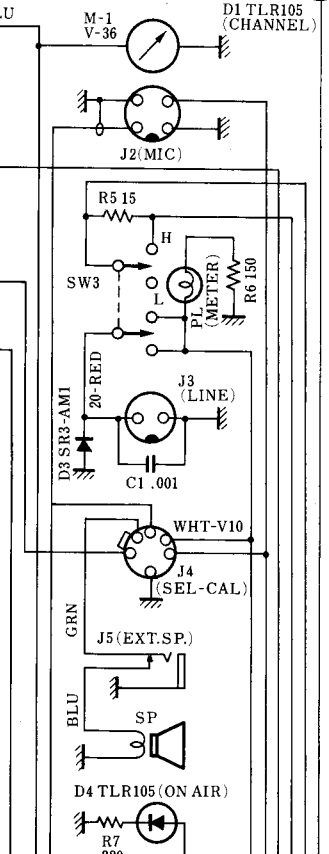 LU
M-1
V-36
D1 TLR105
(CHANNEL)
J2(MIC)
R5 15
H
SW3
L
PL
(METER)
R6 150
20-RED
J3
(LINE)
D3 SR3-AM1
C1 .001
WHT-V10
J4
(SEL-CAL)
GRN
J5(EXT.SP.)
BLU
SP
D4 TLR105(ON AIR)
R7